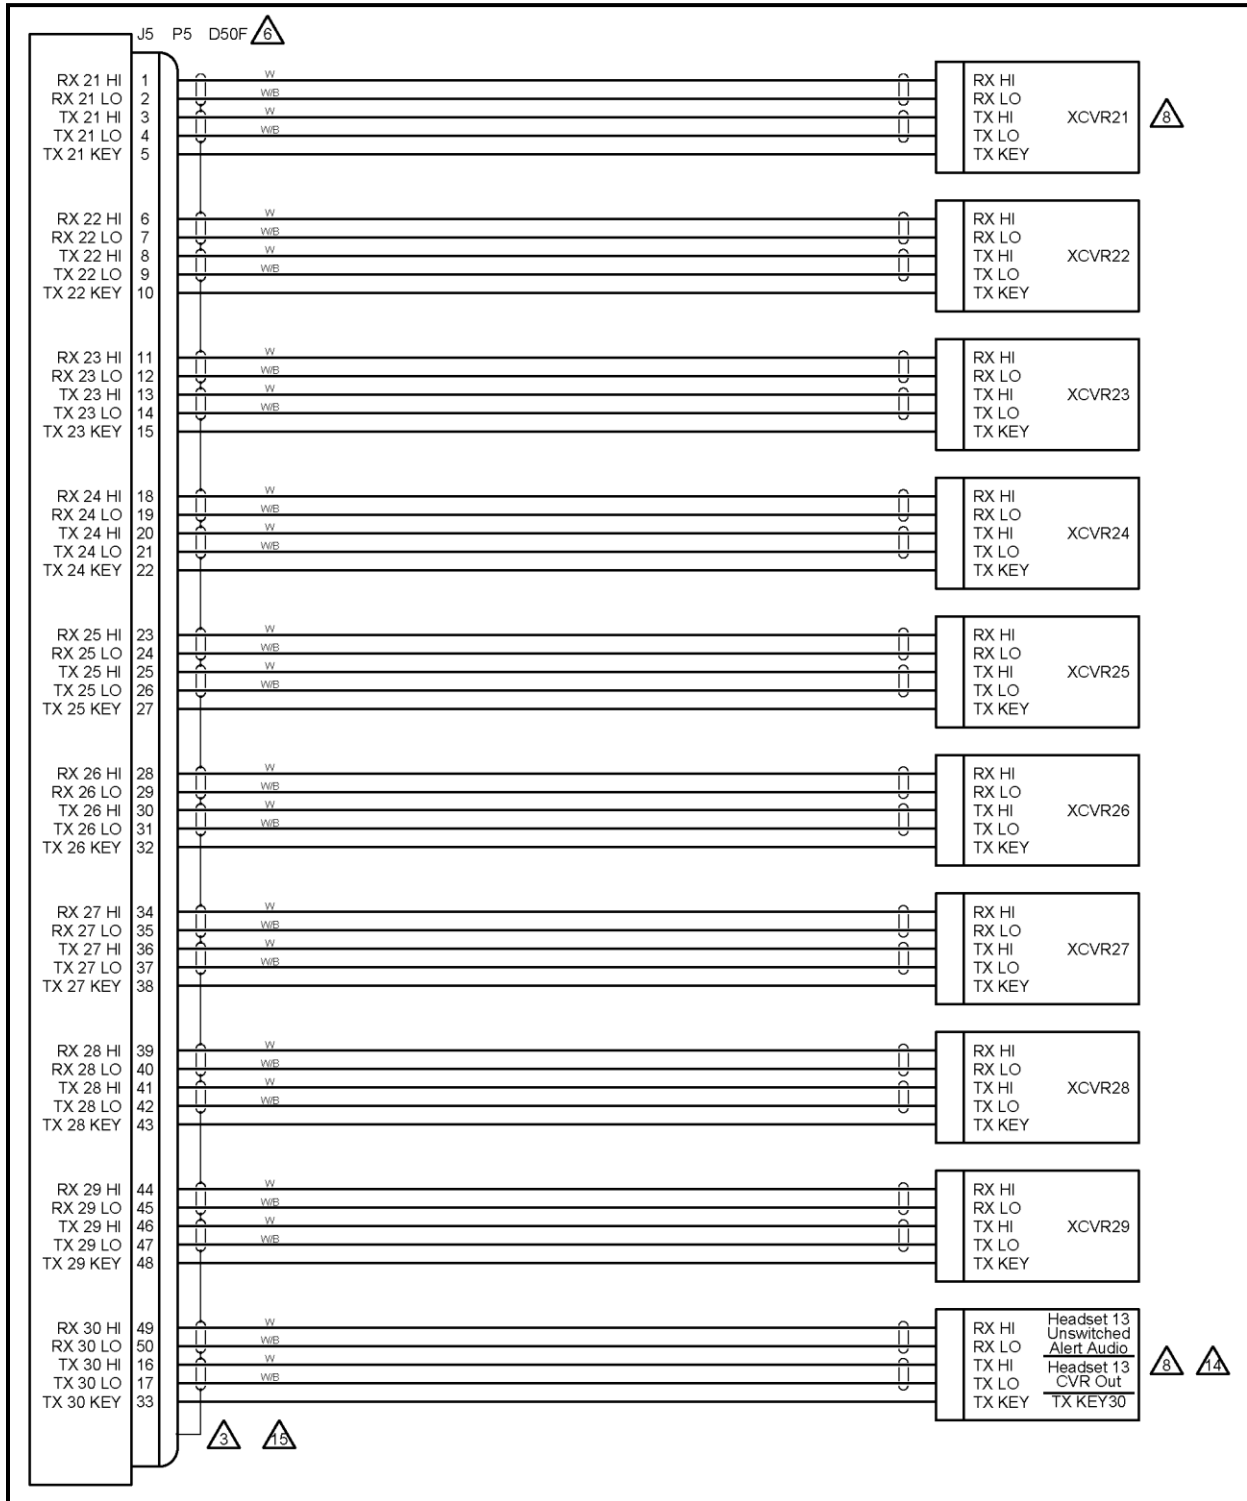 J5 P5 D50F 6
RX 21 HI 1 W RX HI
RX 21 LO 2 W/B RX LO
TX 21 HI 3 W TX HI XCVR21 8
TX 21 LO 4 W/B TX LO
TX 21 KEY 5 TX KEY
RX 22 HI 6 W RX HI
RX 22 LO 7 W/B RX LO
TX 22 HI 8 W TX HI XCVR22
TX 22 LO 9 W/B TX LO
TX 22 KEY 10 TX KEY
RX 23 HI 11 W RX HI
RX 23 LO 12 W/B RX LO
TX 23 HI 13 W TX HI XCVR23
TX 23 LO 14 W/B TX LO
TX 23 KEY 15 TX KEY
RX 24 HI 18 W RX HI
RX 24 LO 19 W/B RX LO
TX 24 HI 20 W TX HI XCVR24
TX 24 LO 21 W/B TX LO
TX 24 KEY 22 TX KEY
RX 25 HI 23 W RX HI
RX 25 LO 24 W/B RX LO
TX 25 HI 25 W TX HI XCVR25
TX 25 LO 26 W/B TX LO
TX 25 KEY 27 TX KEY
RX 26 HI 28 W RX HI
RX 26 LO 29 W/B RX LO
TX 26 HI 30 W TX HI XCVR26
TX 26 LO 31 W/B TX LO
TX 26 KEY 32 TX KEY
RX 27 HI 34 W RX HI
RX 27 LO 35 W/B RX LO
TX 27 HI 36 W TX HI XCVR27
TX 27 LO 37 W/B TX LO
TX 27 KEY 38 TX KEY
RX 28 HI 39 W RX HI
RX 28 LO 40 W/B RX LO
TX 28 HI 41 W TX HI XCVR28
TX 28 LO 42 W/B TX LO
TX 28 KEY 43 TX KEY
RX 29 HI 44 W RX HI
RX 29 LO 45 W/B RX LO
TX 29 HI 46 W TX HI XCVR29
TX 29 LO 47 W/B TX LO
TX 29 KEY 48 TX KEY
Headset 13
RX 30 HI 49 W RX HI Unswitched
RX 30 LO 50 W/B RX LO Alert Audio
TX 30 HI 16 W TX HI Headset 13 8 14
TX 30 LO 17 W/B TX LO CVR Out
TX 30 KEY 33 TX KEY TX KEY30
3 15